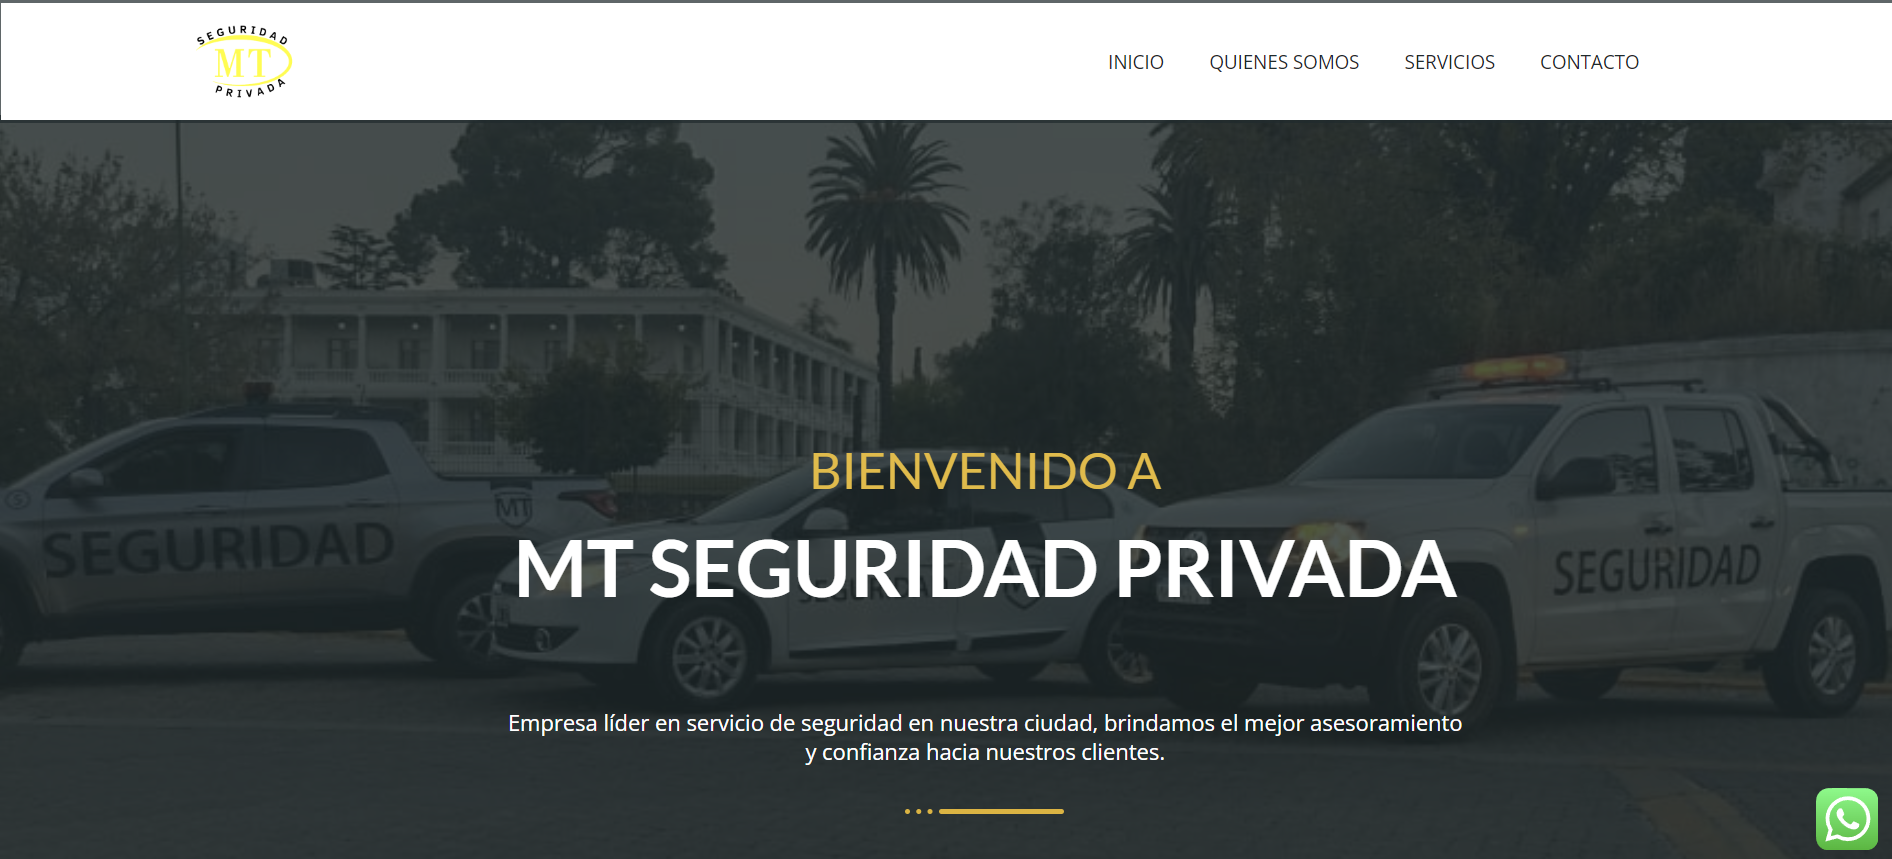 SEGURIDAD
MT
PRIVADA
INICIO QUIENES SOMOS SERVICIOS CONTACTO
BIENVENIDO A
MT SEGURIDAD PRIVADA
SEGURIDAD
MT
SEGURIDAD
Empresa líder en servicio de seguridad en nuestra ciudad, brindamos el mejor asesoramiento
y confianza hacia nuestros clientes.